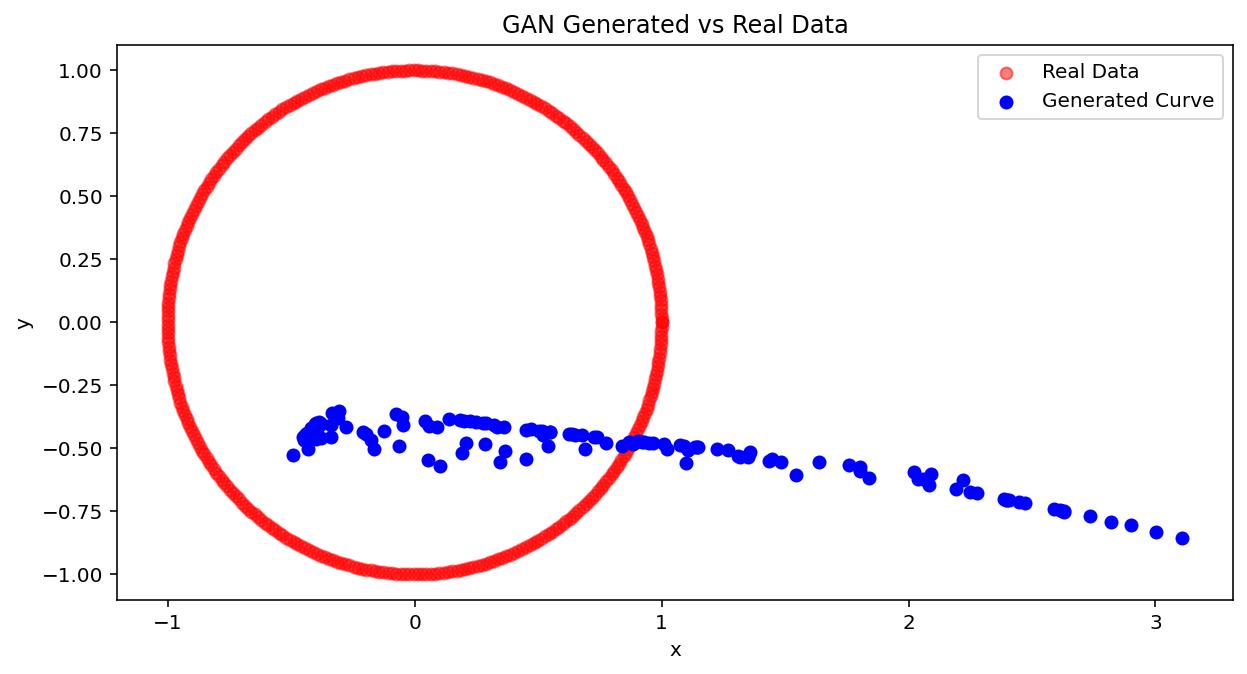 GAN Generated vs Real Data
Real Data
Generated Curve
1.00
0.75
0.50
0.25
0.00
−0.25
−0.50
−0.75
−1.00
y
−1
0
1
2
3
x